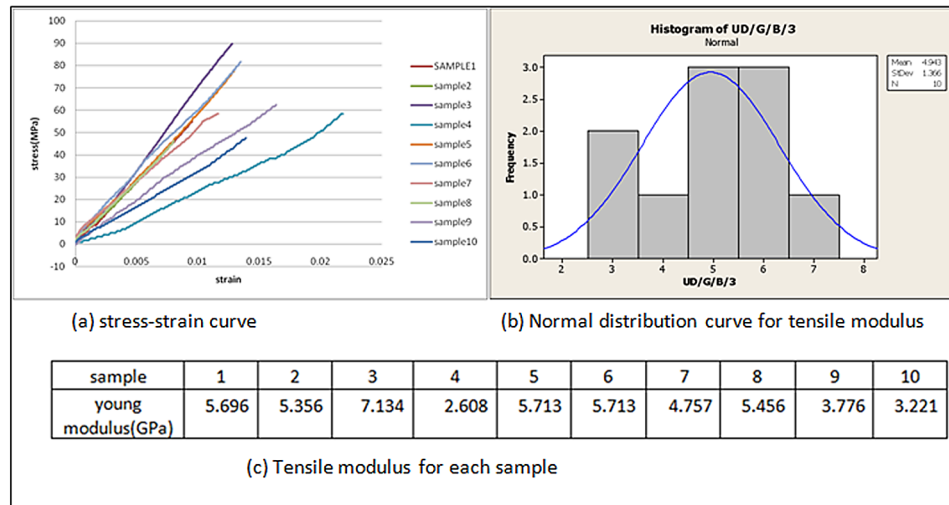 stress(MPa)
100
90
80
70
60
50
40
30
20
10
0
-10
0
0.005
0.01
0.015
0.02
0.025
strain
SAMPLE1
sample2
sample3
sample4
sample5
sample6
sample7
sample8
sample9
sample10
(a) stress-strain curve
Histogram of UD/G/B/3
Normal
Frequency
3.0
2.5
2.0
1.5
1.0
0.5
0.0
2 3 4 5 6 7 8
UD/G/B/3
Mean 4.943
StDev 1.366
N 10
(b) Normal distribution curve for tensile modulus
sample 1 2 3 4 5 6 7 8 9 10
young 5.696 5.356 7.134 2.608 5.713 5.713 4.757 5.456 3.776 3.221
modulus(GPa)
(c) Tensile modulus for each sample